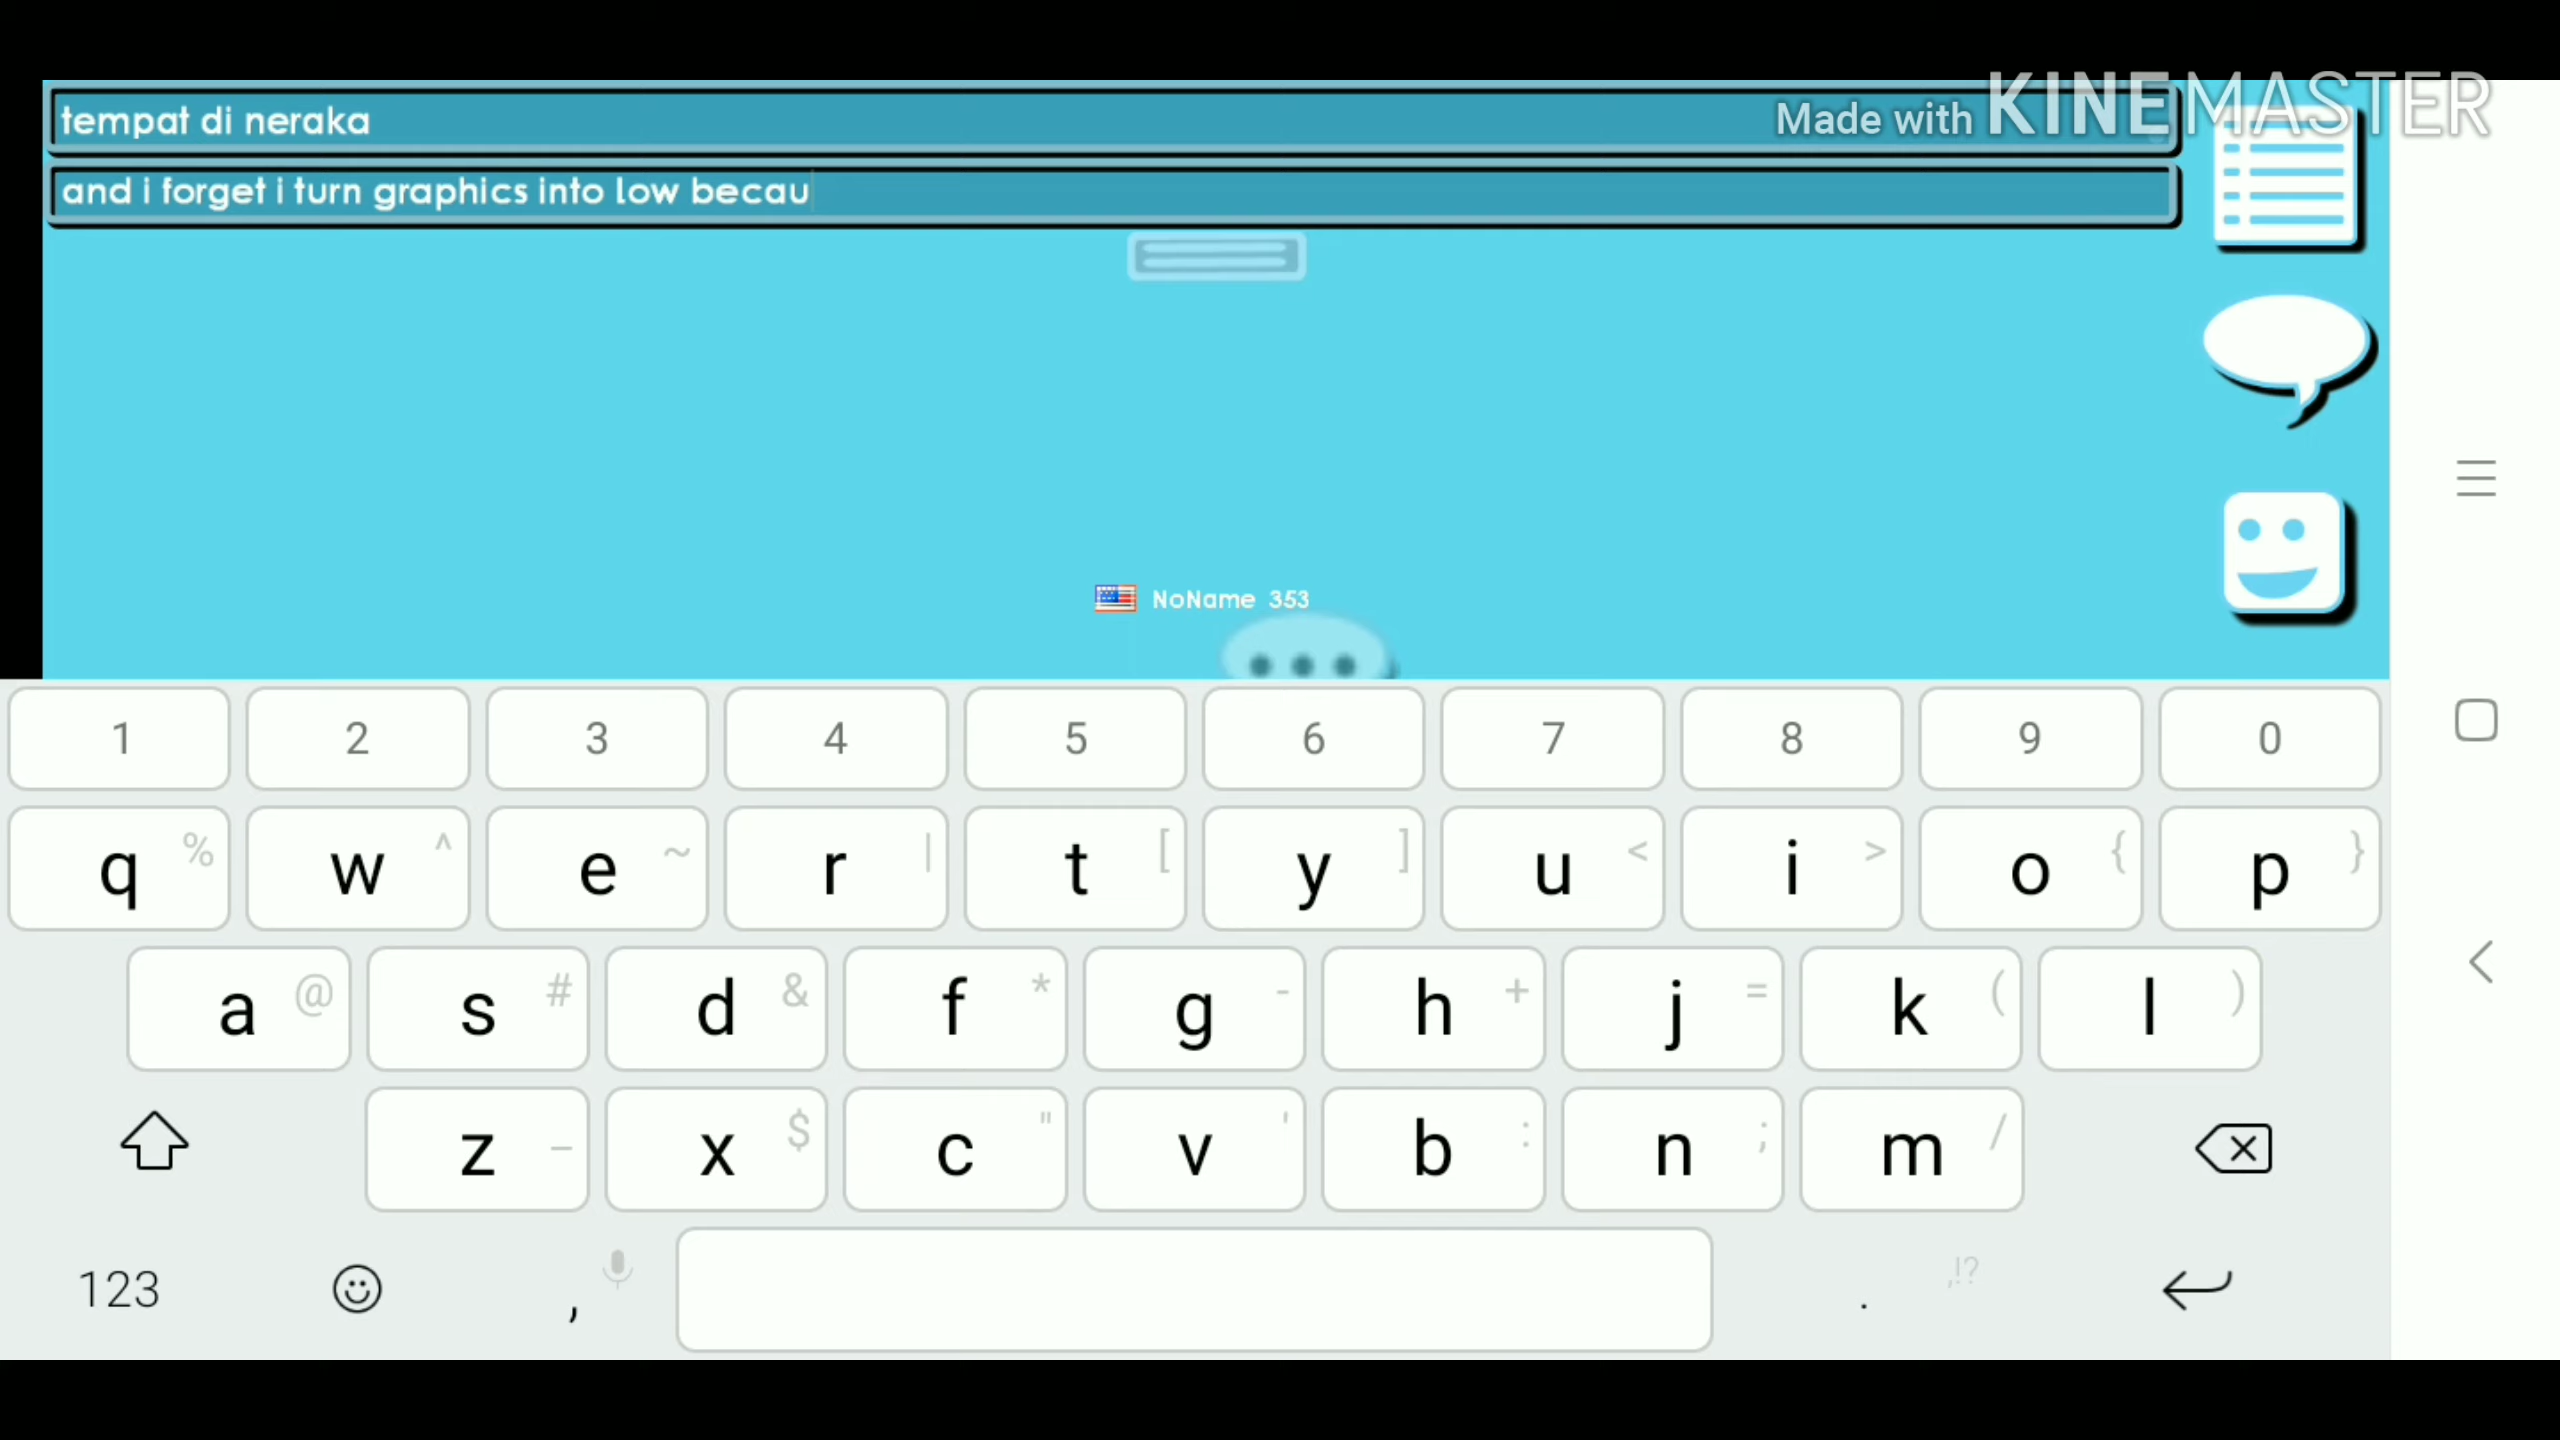 tempat di neraka
Made with KINEMASTER
and i forget i turn graphics into low becau
NoName 353
1 2 3 4 5 6 7 8 9 0
q % w ^ e ~ r | t [ y ] u < i > o { p }
a @ s # d & f * g - h + j = k ( l )
z _ x $ c " v ' b : n ; m /
123 , . ,!?